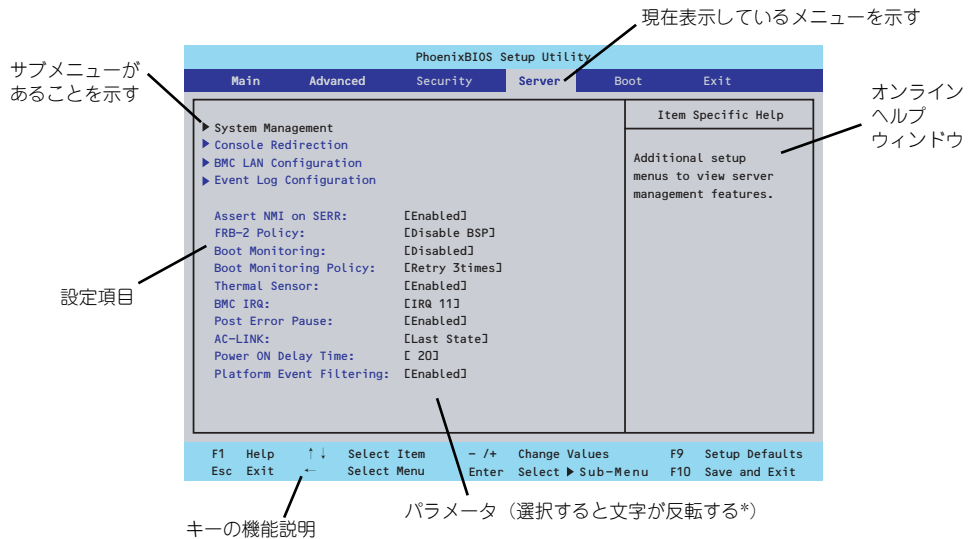 現在表示しているメニューを示す
サブメニューが
あることを示す
PhoenixBIOS Setup Utility
Main Advanced Security Server Boot Exit
オンライン
ヘルプ
ウィンドウ
Item Specific Help
▶ System Management
▶ Console Redirection
▶ BMC LAN Configuration
▶ Event Log Configuration
Additional setup
menus to view server
management features.
Assert NMI on SERR: [Enabled]
FRB-2 Policy: [Disable BSP]
Boot Monitoring: [Disabled]
Boot Monitoring Policy: [Retry 3times]
Thermal Sensor: [Enabled]
BMC IRQ: [IRQ 11]
Post Error Pause: [Enabled]
AC-LINK: [Last State]
Power ON Delay Time: [ 20]
Platform Event Filtering: [Enabled]
設定項目
F1 Help ↑↓ Select Item - /+ Change Values F9 Setup Defaults
Esc Exit ← Select Menu Enter Select ▶ Sub-Menu F10 Save and Exit
パラメータ（選択すると文字が反転する*）
キーの機能説明